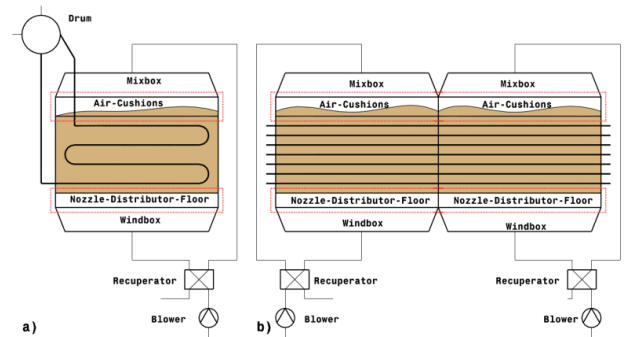 Drum
Mixbox
Mixbox
Mixbox
Air-Cushions
Air-Cushions
Air-Cushions
Nozzle-Distributor-Floor
Nozzle-Distributor-Floor
Nozzle-Distributor-Floor
Windbox
Windbox
Windbox
Recuperator
Recuperator
Recuperator
Blower
Blower
Blower
a)
b)